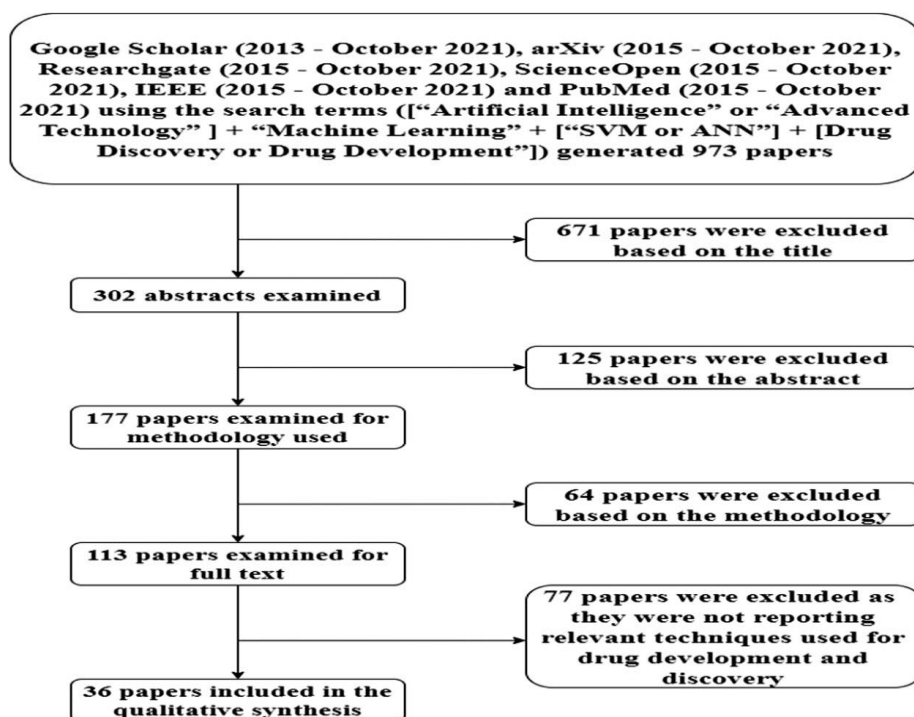 Google Scholar (2013 - October 2021), arXiv (2015 - October 2021),
Researchgate (2015 - October 2021), ScienceOpen (2015 - October
2021), IEEE (2015 - October 2021) and PubMed (2015 - October
2021) using the search terms ([“Artificial Intelligence” or “Advanced
Technology” ] + “Machine Learning” + [“SVM or ANN”] + [Drug
Discovery or Drug Development”]) generated 973 papers
671 papers were excluded
based on the title
302 abstracts examined
125 papers were excluded
based on the abstract
177 papers examined for
methodology used
64 papers were excluded
based on the methodology
113 papers examined for
full text
77 papers were excluded as
they were not reporting
relevant techniques used for
drug development and
discovery
36 papers included in the
qualitative synthesis